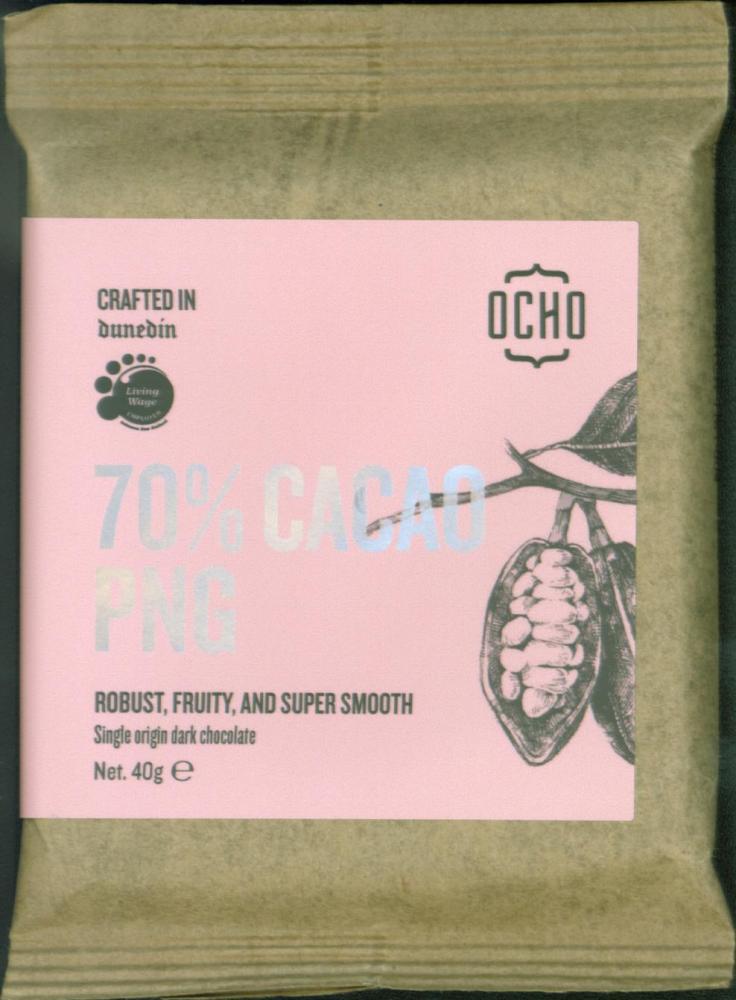 CRAFTED IN
dunedin
OCHO
Living
Wage
EMPLOYER
70% CACAO
PNG
ROBUST, FRUITY, AND SUPER SMOOTH
Single origin dark chocolate
Net. 40g ℮